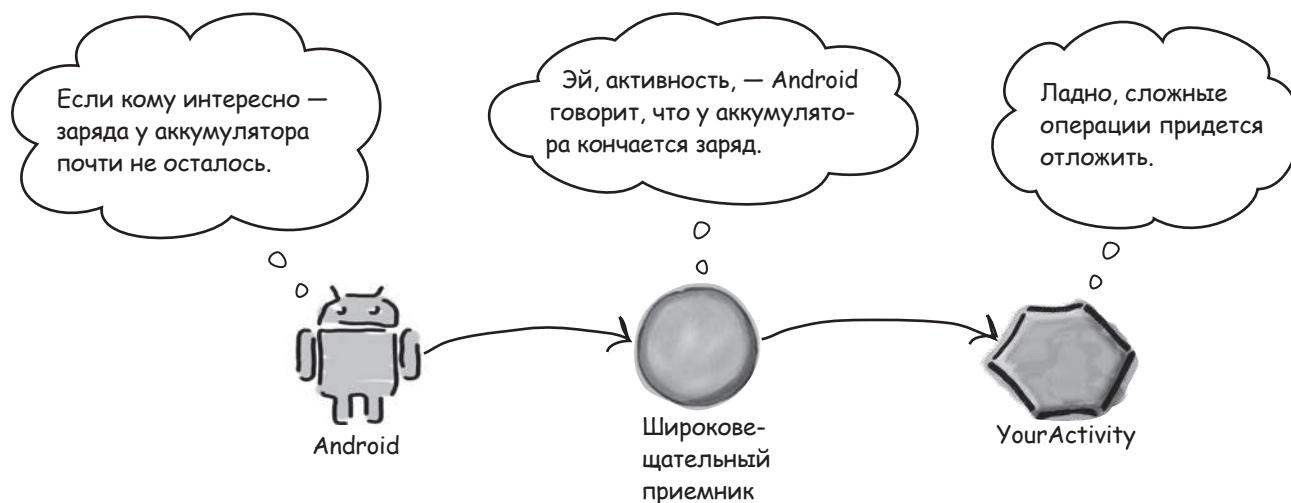 Если кому интересно —
заряда у аккумулятора
почти не осталось.
Эй, активность, — Android
говорит, что у аккумулято-
ра кончается заряд.
Ладно, сложные
операции придется
отложить.
Android
Широкове-
щательный
приемник
YourActivity